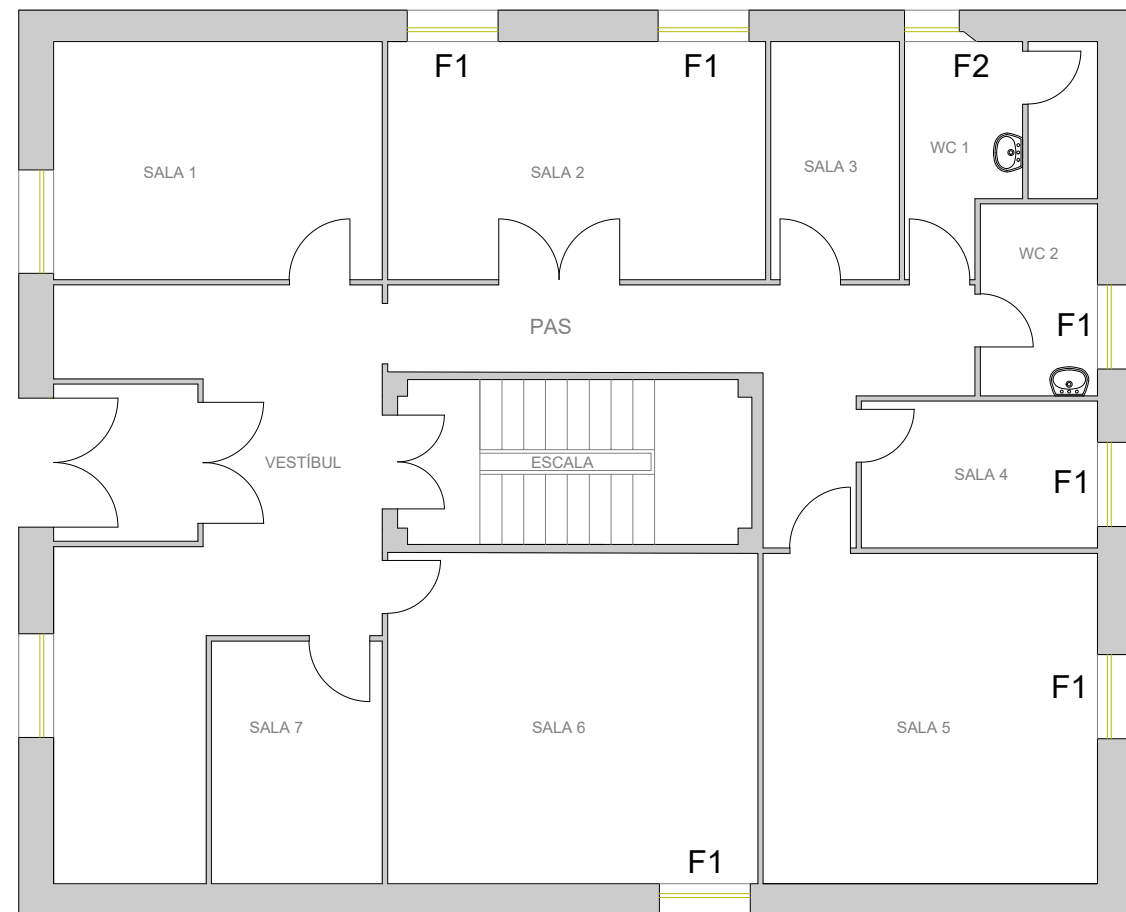 F1
F1
F2
WC 1
SALA 3
SALA 1
SALA 2
WC 2
F1
PAS
VESTÍBUL
ESCALA
SALA 4
F1
F1
SALA 7
SALA 6
SALA 5
F1